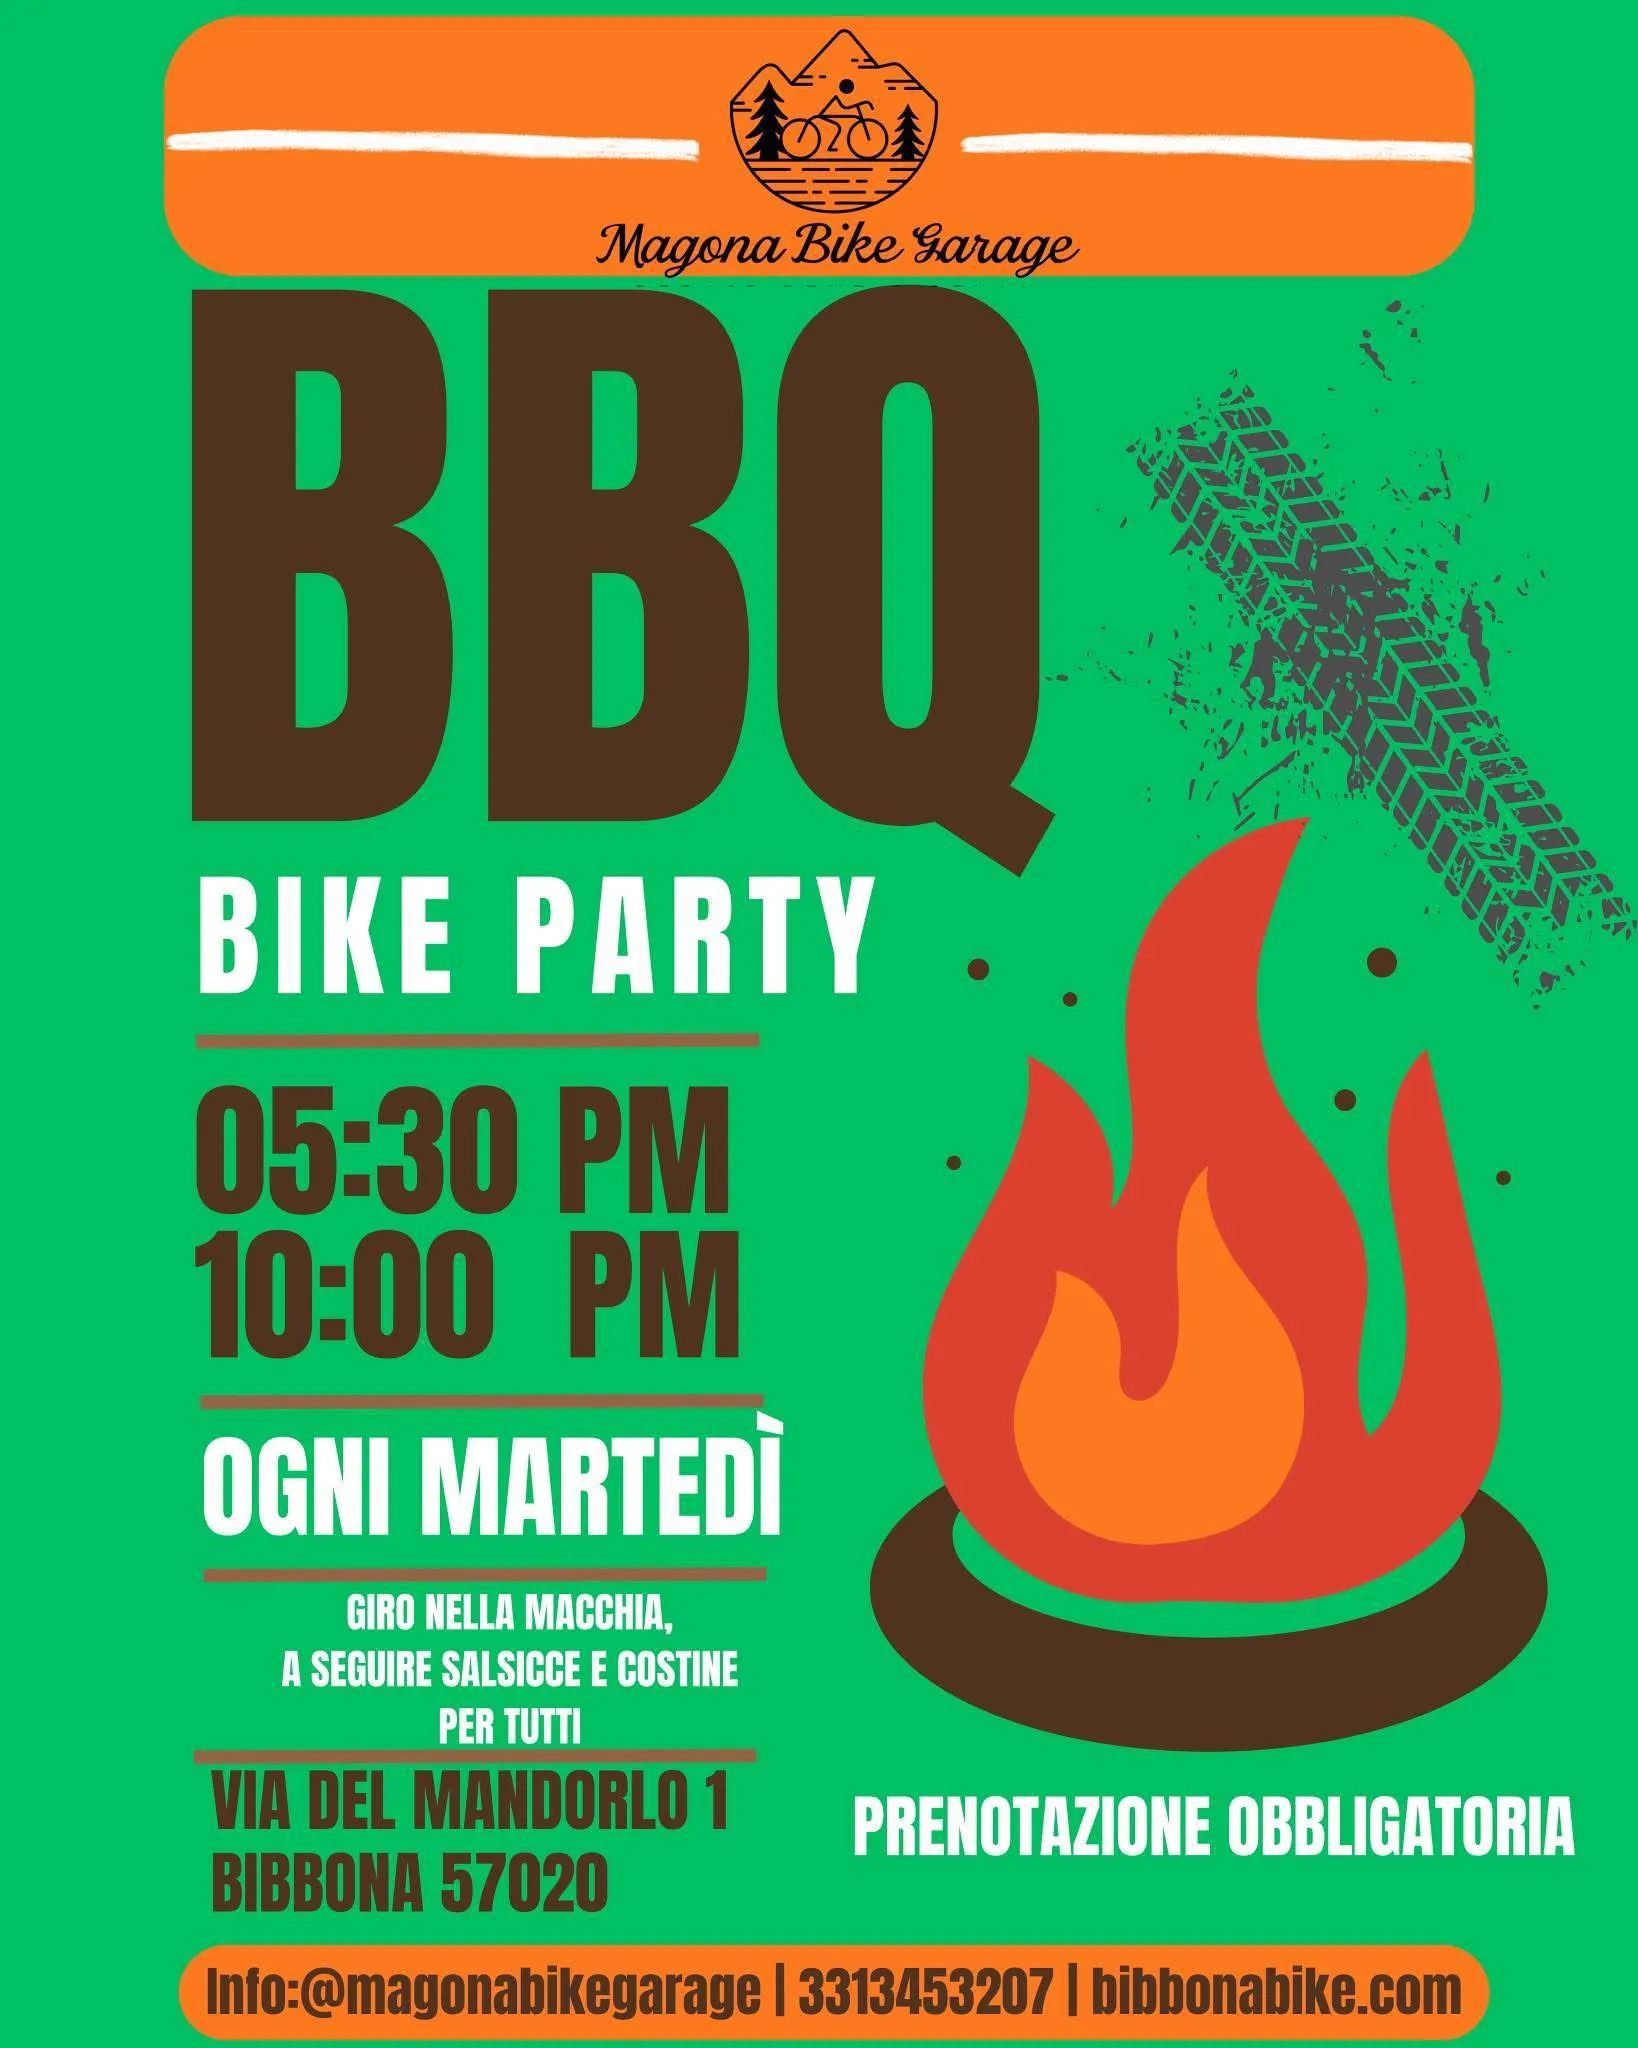 Magona Bike Garage
BBQ
BIKE PARTY
05:30 PM
10:00 PM
OGNI MARTEDÌ
GIRO NELLA MACCHIA,
A SEGUIRE SALSICCE E COSTINE
PER TUTTI
VIA DEL MANDORLO 1
BIBBONA 57020
PRENOTAZIONE OBBLIGATORIA
Info:@magonabikegarage | 3313453207 | bibbonabike.com